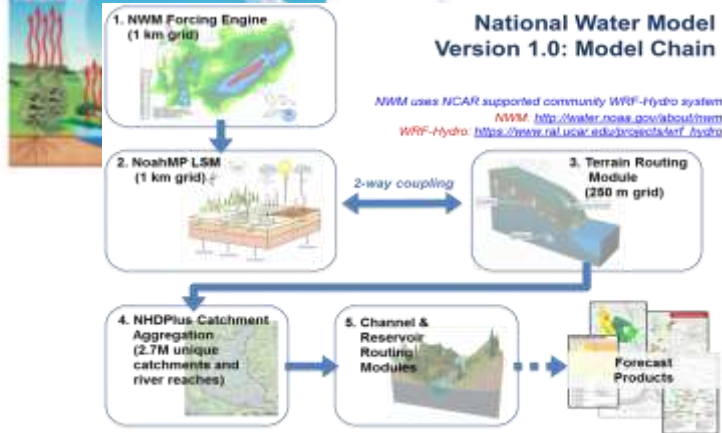 National Water Model
Version 1.0: Model Chain
NWM uses NCAR supported community WRF-Hydro system
NWM: http://water.noaa.gov/about/nwm
WRF-Hydro: https://www.ral.ucar.edu/projects/wrf_hydro
1. NWM Forcing Engine
(1 km grid)
2. NoahMP LSM
(1 km grid)
2-way coupling
3. Terrain Routing
Module
(250 m grid)
4. NHDPlus Catchment
Aggregation
(2.7M unique
catchments and
river reaches)
5. Channel &
Reservoir
Routing
Modules
Forecast
Products